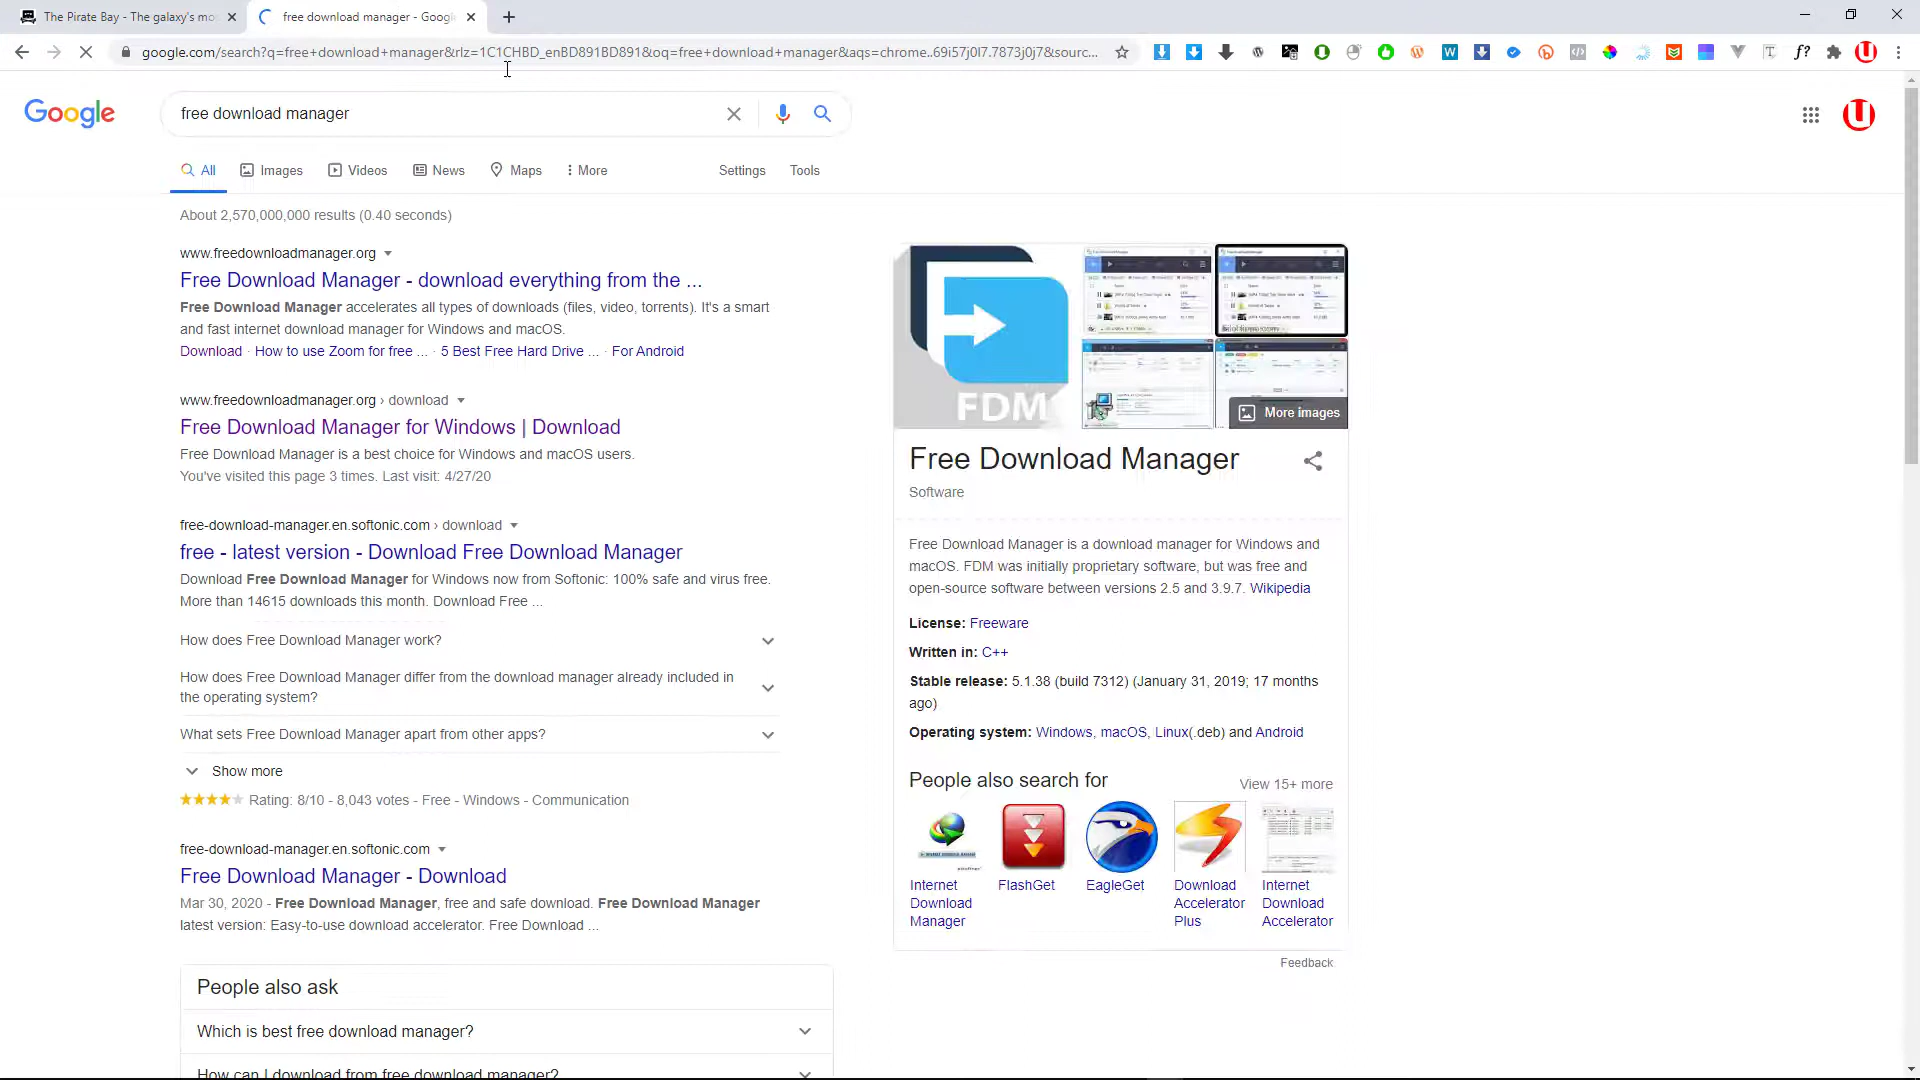 The Pirate Bay - The galaxy's mo
free download manager - Googl
google.com/search?q=free+download+manager&rlz=1C1CHBD_enBD891BD891&oq=free+download+manager&aqs=chrome..69i57j0l7.7873j0j7&sourc...
Google
free download manager
All Images Videos News Maps More Settings Tools
About 2,570,000,000 results (0.40 seconds)
www.freedownloadmanager.org
Free Download Manager - download everything from the ...
Free Download Manager accelerates all types of downloads (files, video, torrents). It's a smart
and fast internet download manager for Windows and macOS.
Download · How to use Zoom for free ... · 5 Best Free Hard Drive ... · For Android
www.freedownloadmanager.org › download
Free Download Manager for Windows | Download
Free Download Manager is a best choice for Windows and macOS users.
You've visited this page 3 times. Last visit: 4/27/20
free-download-manager.en.softonic.com › download
free - latest version - Download Free Download Manager
Download Free Download Manager for Windows now from Softonic: 100% safe and virus free.
More than 14615 downloads this month. Download Free ...
How does Free Download Manager work?
How does Free Download Manager differ from the download manager already included in
the operating system?
What sets Free Download Manager apart from other apps?
Show more
Rating: 8/10 - 8,043 votes - Free - Windows - Communication
free-download-manager.en.softonic.com
Free Download Manager - Download
Mar 30, 2020 - Free Download Manager, free and safe download. Free Download Manager
latest version: Easy-to-use download accelerator. Free Download ...
People also ask
Which is best free download manager?
How can I download from free download manager?
FDM
More images
Free Download Manager
Software
Free Download Manager is a download manager for Windows and
macOS. FDM was initially proprietary software, but was free and
open-source software between versions 2.5 and 3.9.7. Wikipedia
License: Freeware
Written in: C++
Stable release: 5.1.38 (build 7312) (January 31, 2019; 17 months
ago)
Operating system: Windows, macOS, Linux(.deb) and Android
People also search for
View 15+ more
Internet
Download
Manager
FlashGet
EagleGet
Download
Accelerator
Plus
Internet
Download
Accelerator
Feedback